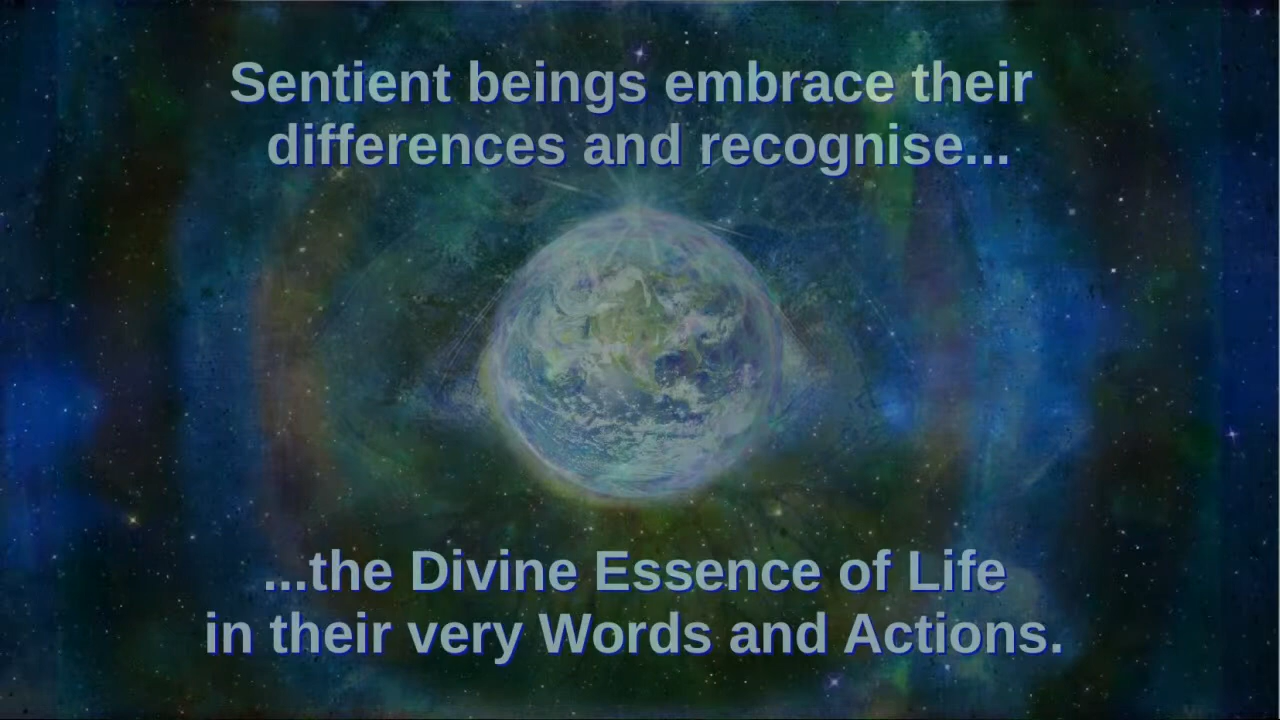 Sentient beings embrace their
differences and recognise...
...the Divine Essence of Life
in their very Words and Actions.